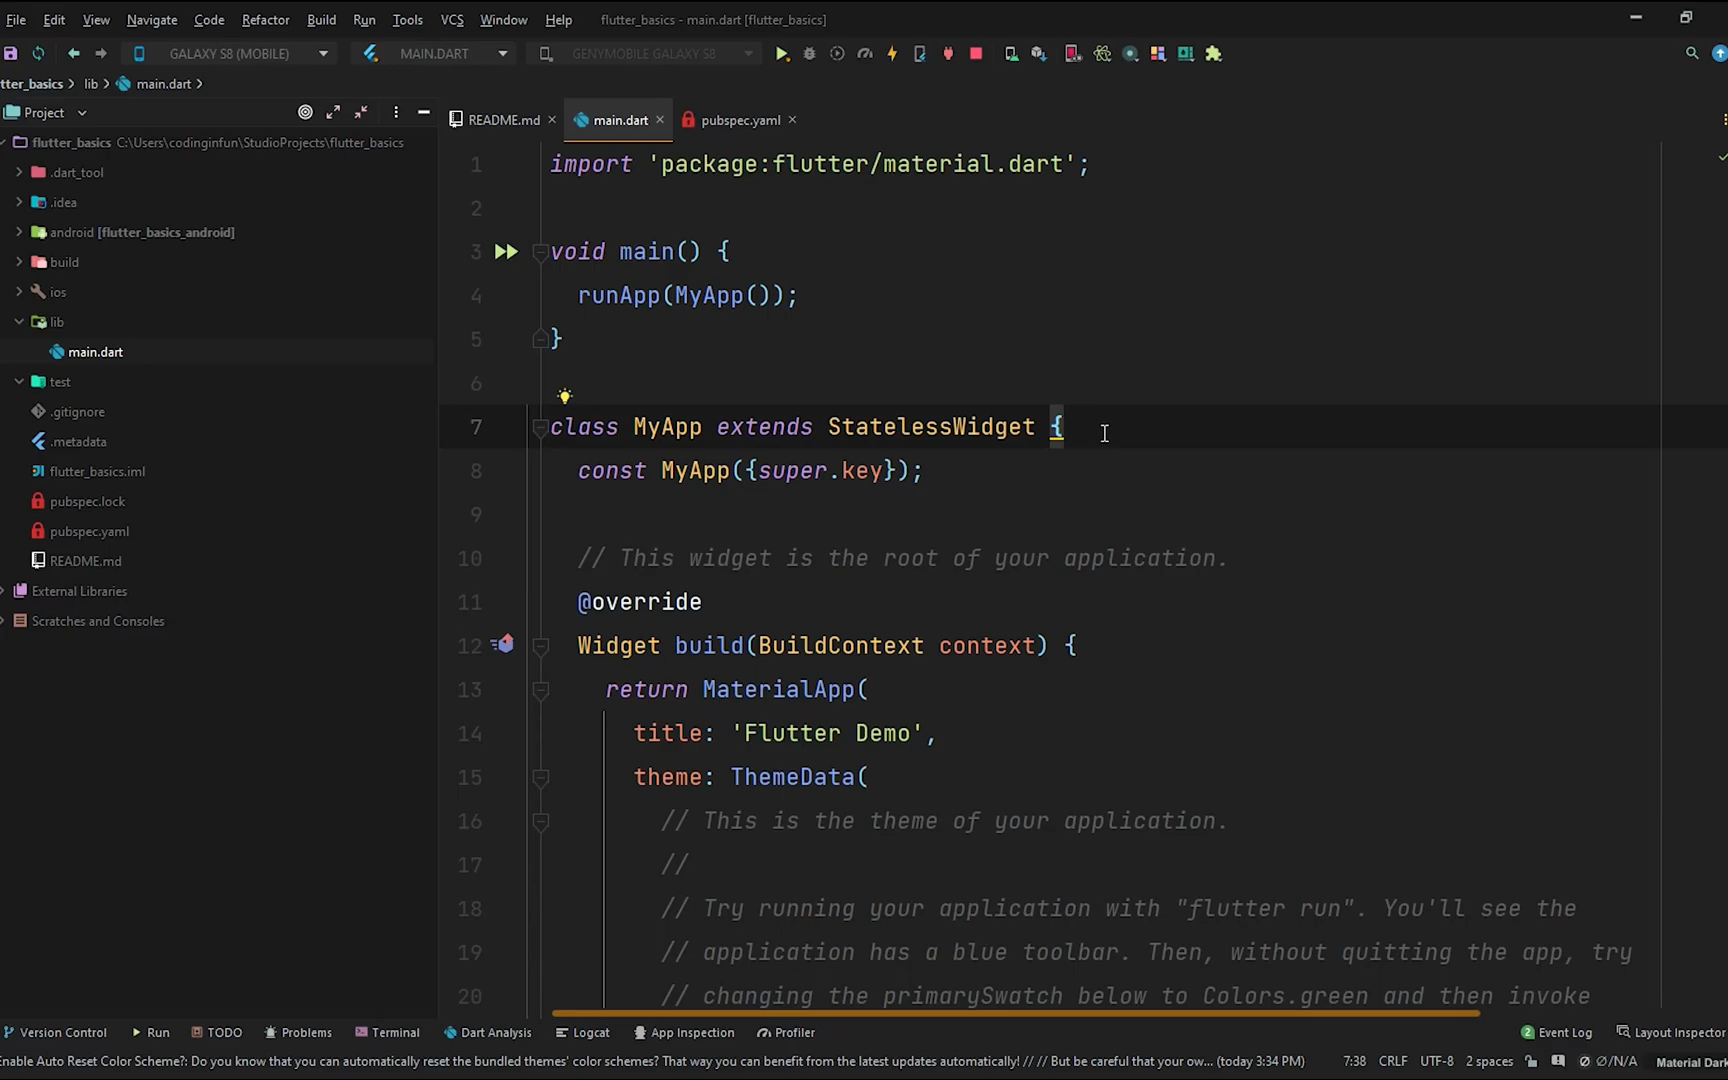 File Edit View Navigate Code Refactor Build Run Tools VCS Window Help flutter_basics - main.dart [flutter_basics]
GALAXY S8 (MOBILE) MAIN.DART GENYMOBILE GALAXY S8
tter_basics > lib > main.dart >
Project
README.md × main.dart × pubspec.yaml ×
flutter_basics C:\Users\codinginfun\StudioProjects\flutter_basics
.dart_tool
.idea
android [flutter_basics_android]
build
ios
lib
main.dart
test
.gitignore
.metadata
flutter_basics.iml
pubspec.lock
pubspec.yaml
README.md
External Libraries
Scratches and Consoles
1 import 'package:flutter/material.dart';
2
3 void main() {
4 runApp(MyApp());
5 }
6
7 class MyApp extends StatelessWidget {
8 const MyApp({super.key});
9
10 // This widget is the root of your application.
11 @override
12 Widget build(BuildContext context) {
13 return MaterialApp(
14 title: 'Flutter Demo',
15 theme: ThemeData(
16 // This is the theme of your application.
17 //
18 // Try running your application with "flutter run". You'll see the
19 // application has a blue toolbar. Then, without quitting the app, try
20 // changing the primarySwatch below to Colors.green and then invoke
Version Control Run TODO Problems Terminal Dart Analysis Logcat App Inspection Profiler 2 Event Log Layout Inspector
Enable Auto Reset Color Scheme?: Do you know that you can automatically reset the bundled themes' color schemes? That way you can benefit from the latest updates automatically! // // But be careful that your ow... (today 3:34 PM) 7:38 CRLF UTF-8 2 spaces Ø/N/A Material Dark